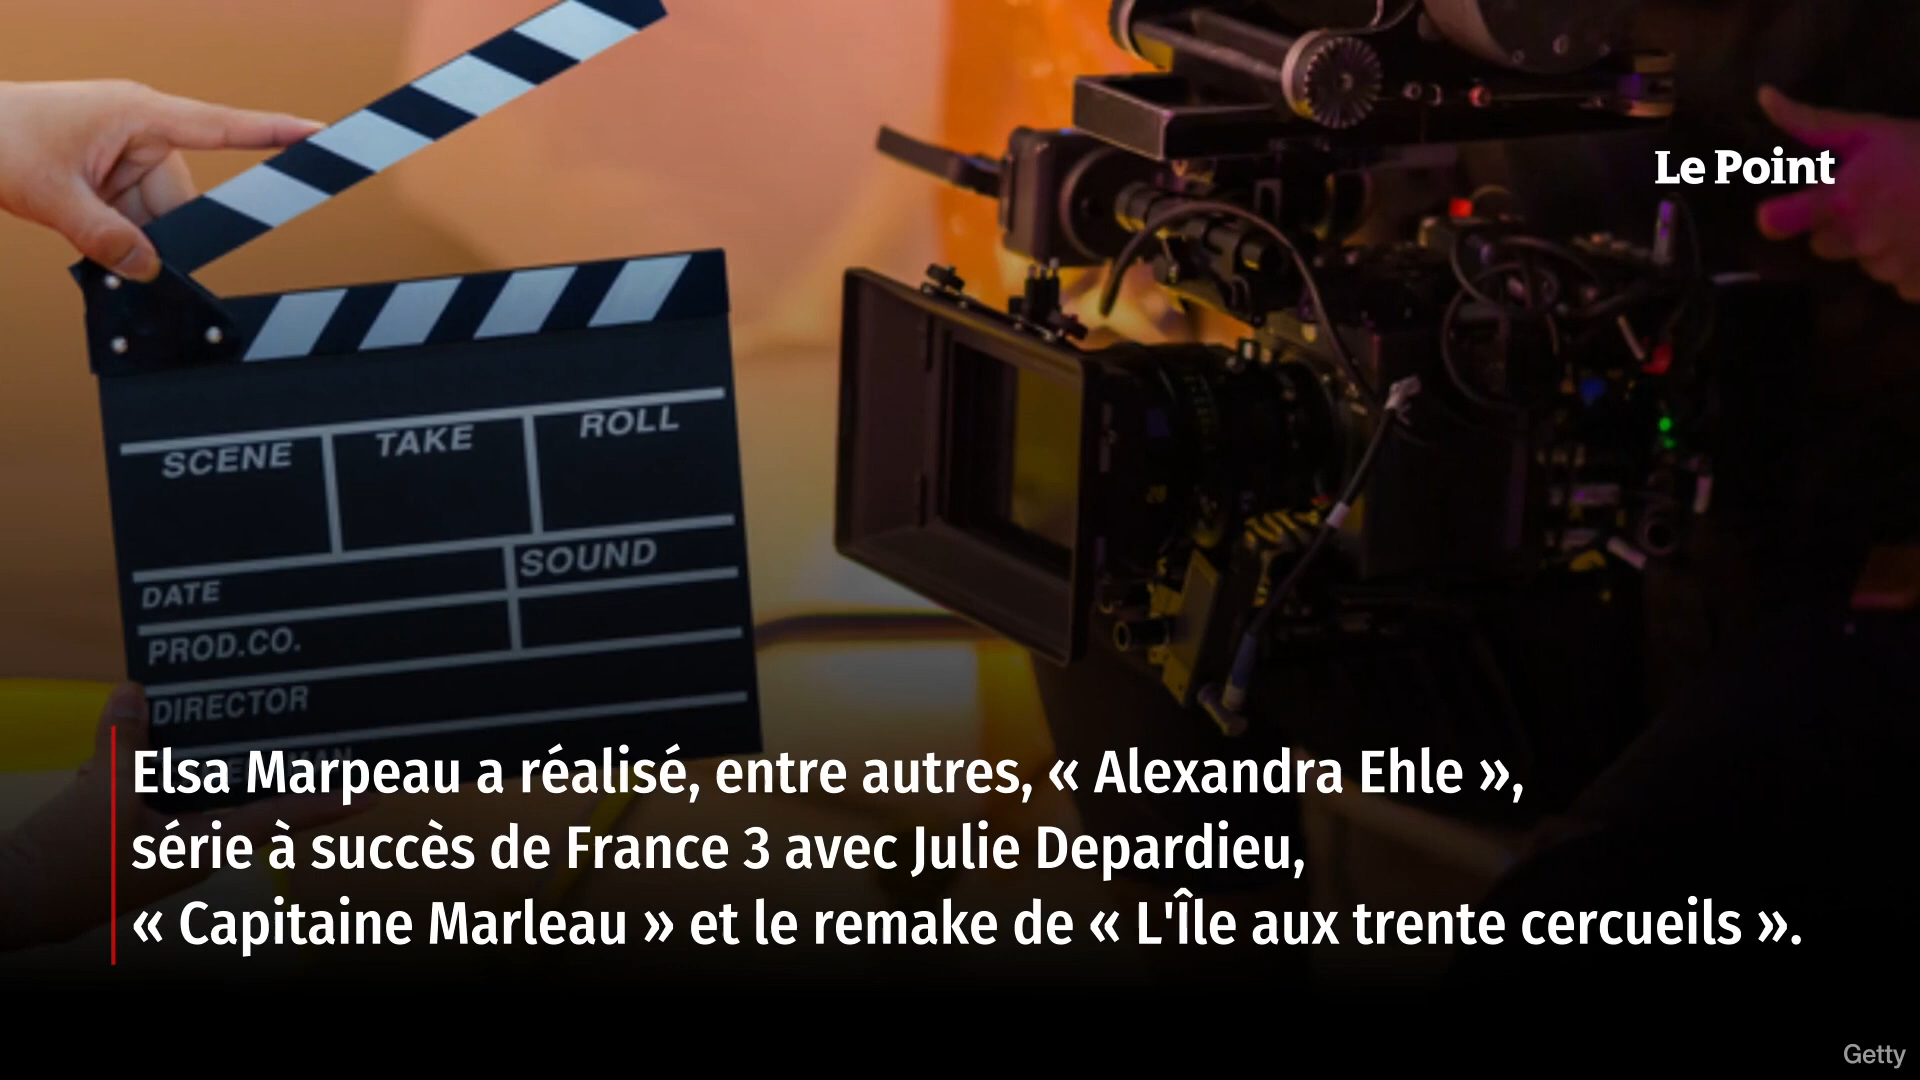 Le Point
SCENE TAKE ROLL
DATE SOUND
PROD.CO.
DIRECTOR
Elsa Marpeau a réalisé, entre autres, « Alexandra Ehle »,
série à succès de France 3 avec Julie Depardieu,
« Capitaine Marleau » et le remake de « L'Île aux trente cercueils ».
Getty